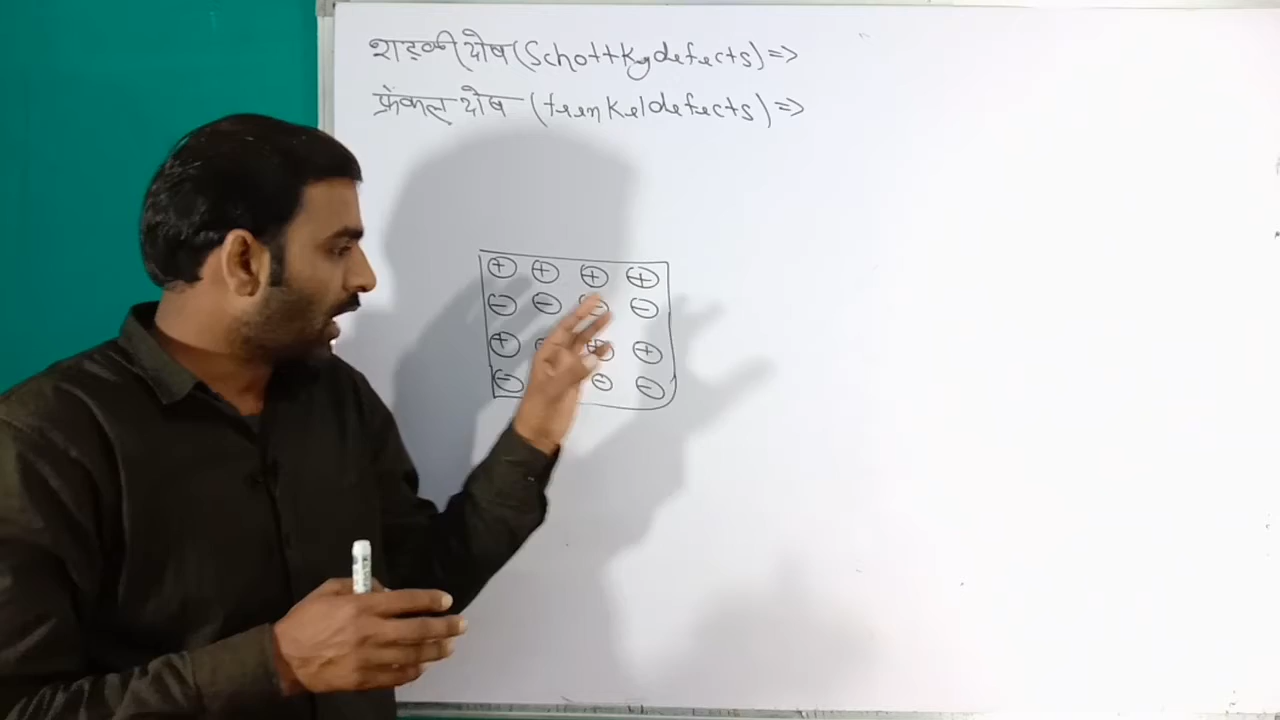 शाट्की दोष (Schottky defects) =>
फ्रेंकल दोष (frenkel defects) =>
+ + + +
- - - -
+ + +
- - -